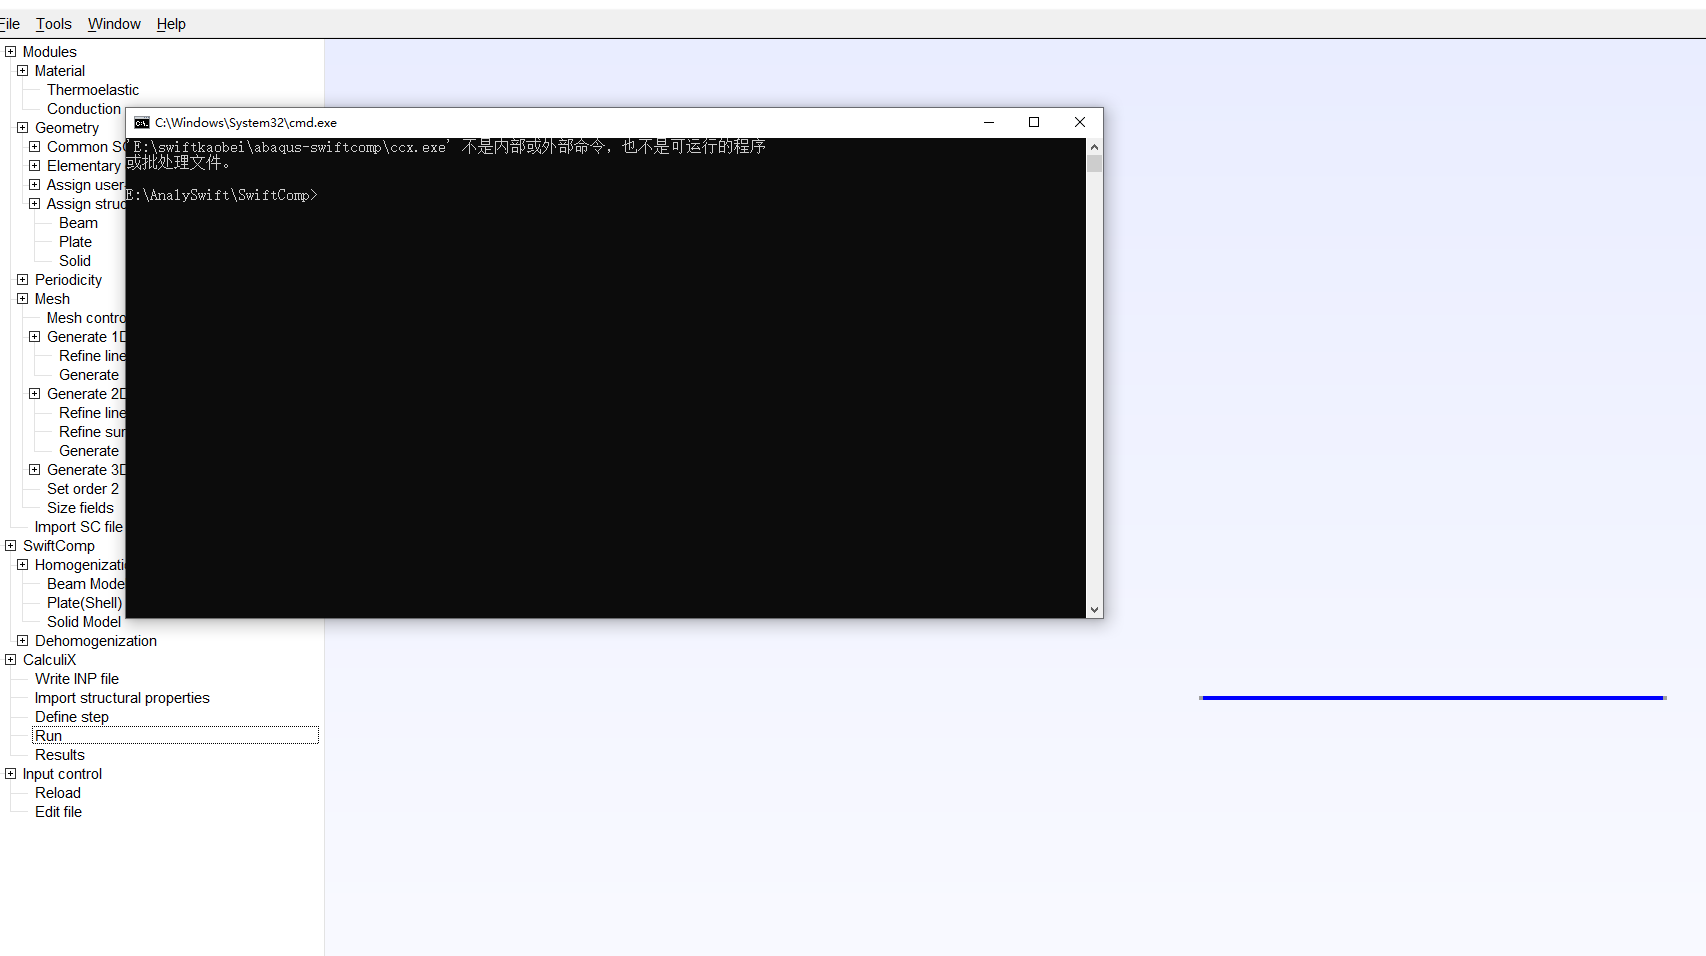 File Tools Window Help
Modules
Material
Thermoelastic
Conduction
Geometry
Common SC
Elementary
Assign user-
Assign struc
Beam
Plate
Solid
Periodicity
Mesh
Mesh contro
Generate 1D
Refine line
Generate
Generate 2D
Refine line
Refine sur
Generate
Generate 3D
Set order 2
Size fields
Import SC file
SwiftComp
Homogenizati
Beam Mode
Plate(Shell)
Solid Model
Dehomogenization
CalculiX
Write INP file
Import structural properties
Define step
Run
Results
Input control
Reload
Edit file
C:\Windows\System32\cmd.exe
'E:\swiftkaobei\abaqus-swiftcomp\ccx.exe' 不是内部或外部命令，也不是可运行的程序
或批处理文件。
E:\AnalySwift\SwiftComp>